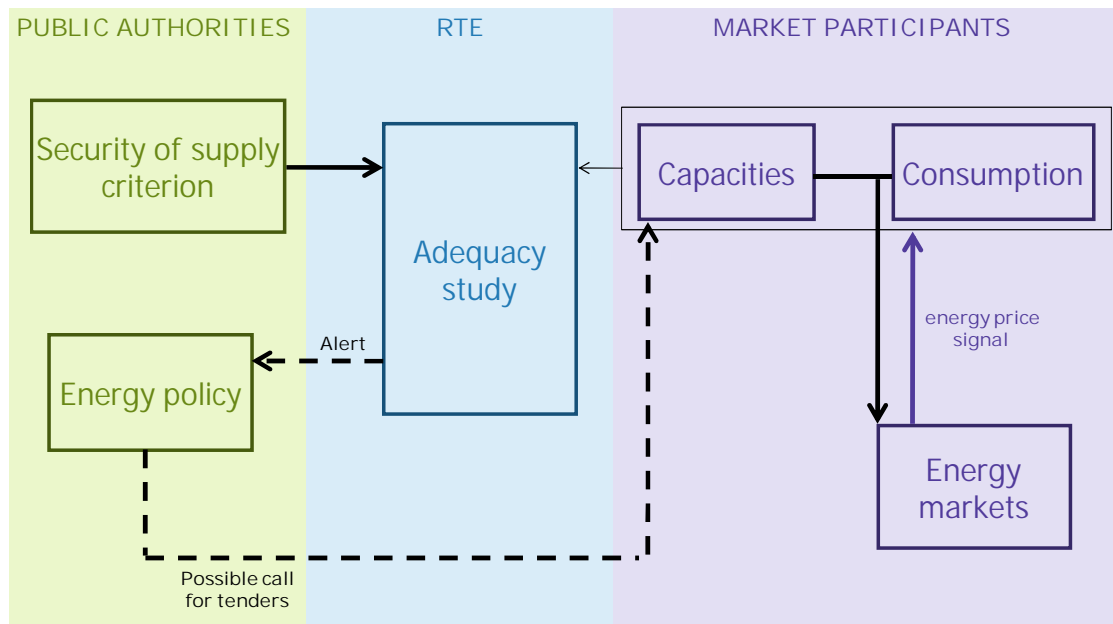 PUBLIC AUTHORITIES
RTE
MARKET PARTICIPANTS
Security of supply
criterion
Adequacy
study
Capacities
Consumption
energy price
signal
Alert
Energy policy
Energy
markets
Possible call
for tenders